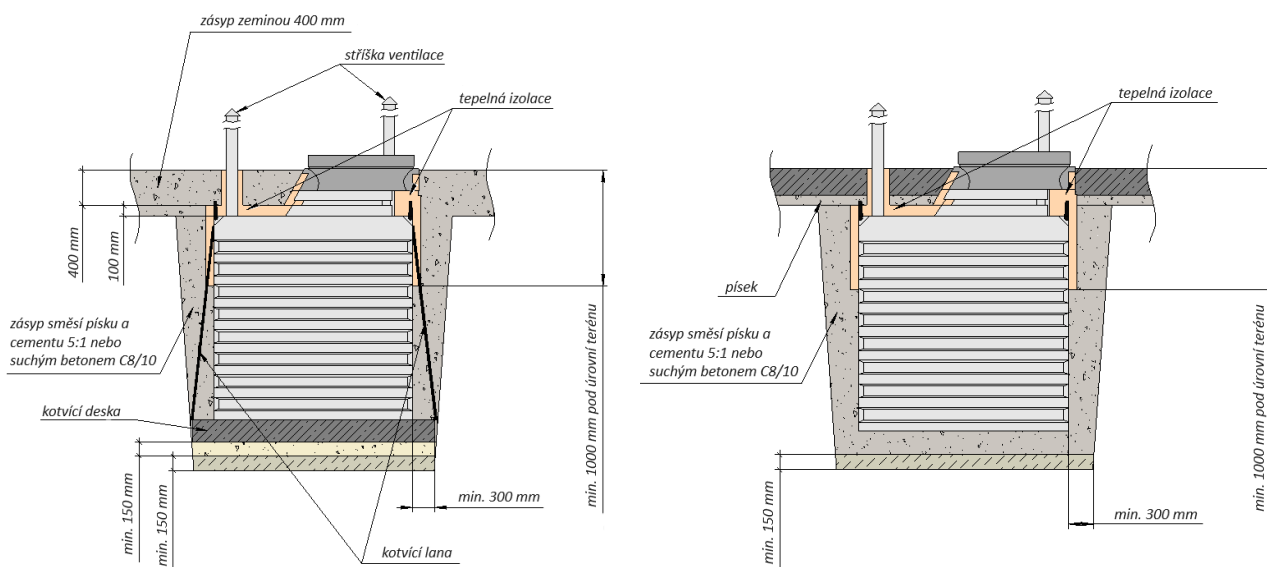 zásyp zeminou 400 mm
stříška ventilace
tepelná izolace
400 mm
100 mm
zásyp směsí písku a
cementu 5:1 nebo
suchým betonem C8/10
kotvící deska
min. 150 mm
min. 150 mm
kotvící lana
min. 300 mm
min. 1000 mm pod úrovní terénu
tepelná izolace
písek
zásyp směsí písku a
cementu 5:1 nebo
suchým betonem C8/10
min. 150 mm
min. 300 mm
min. 1000 mm pod úrovní terénu